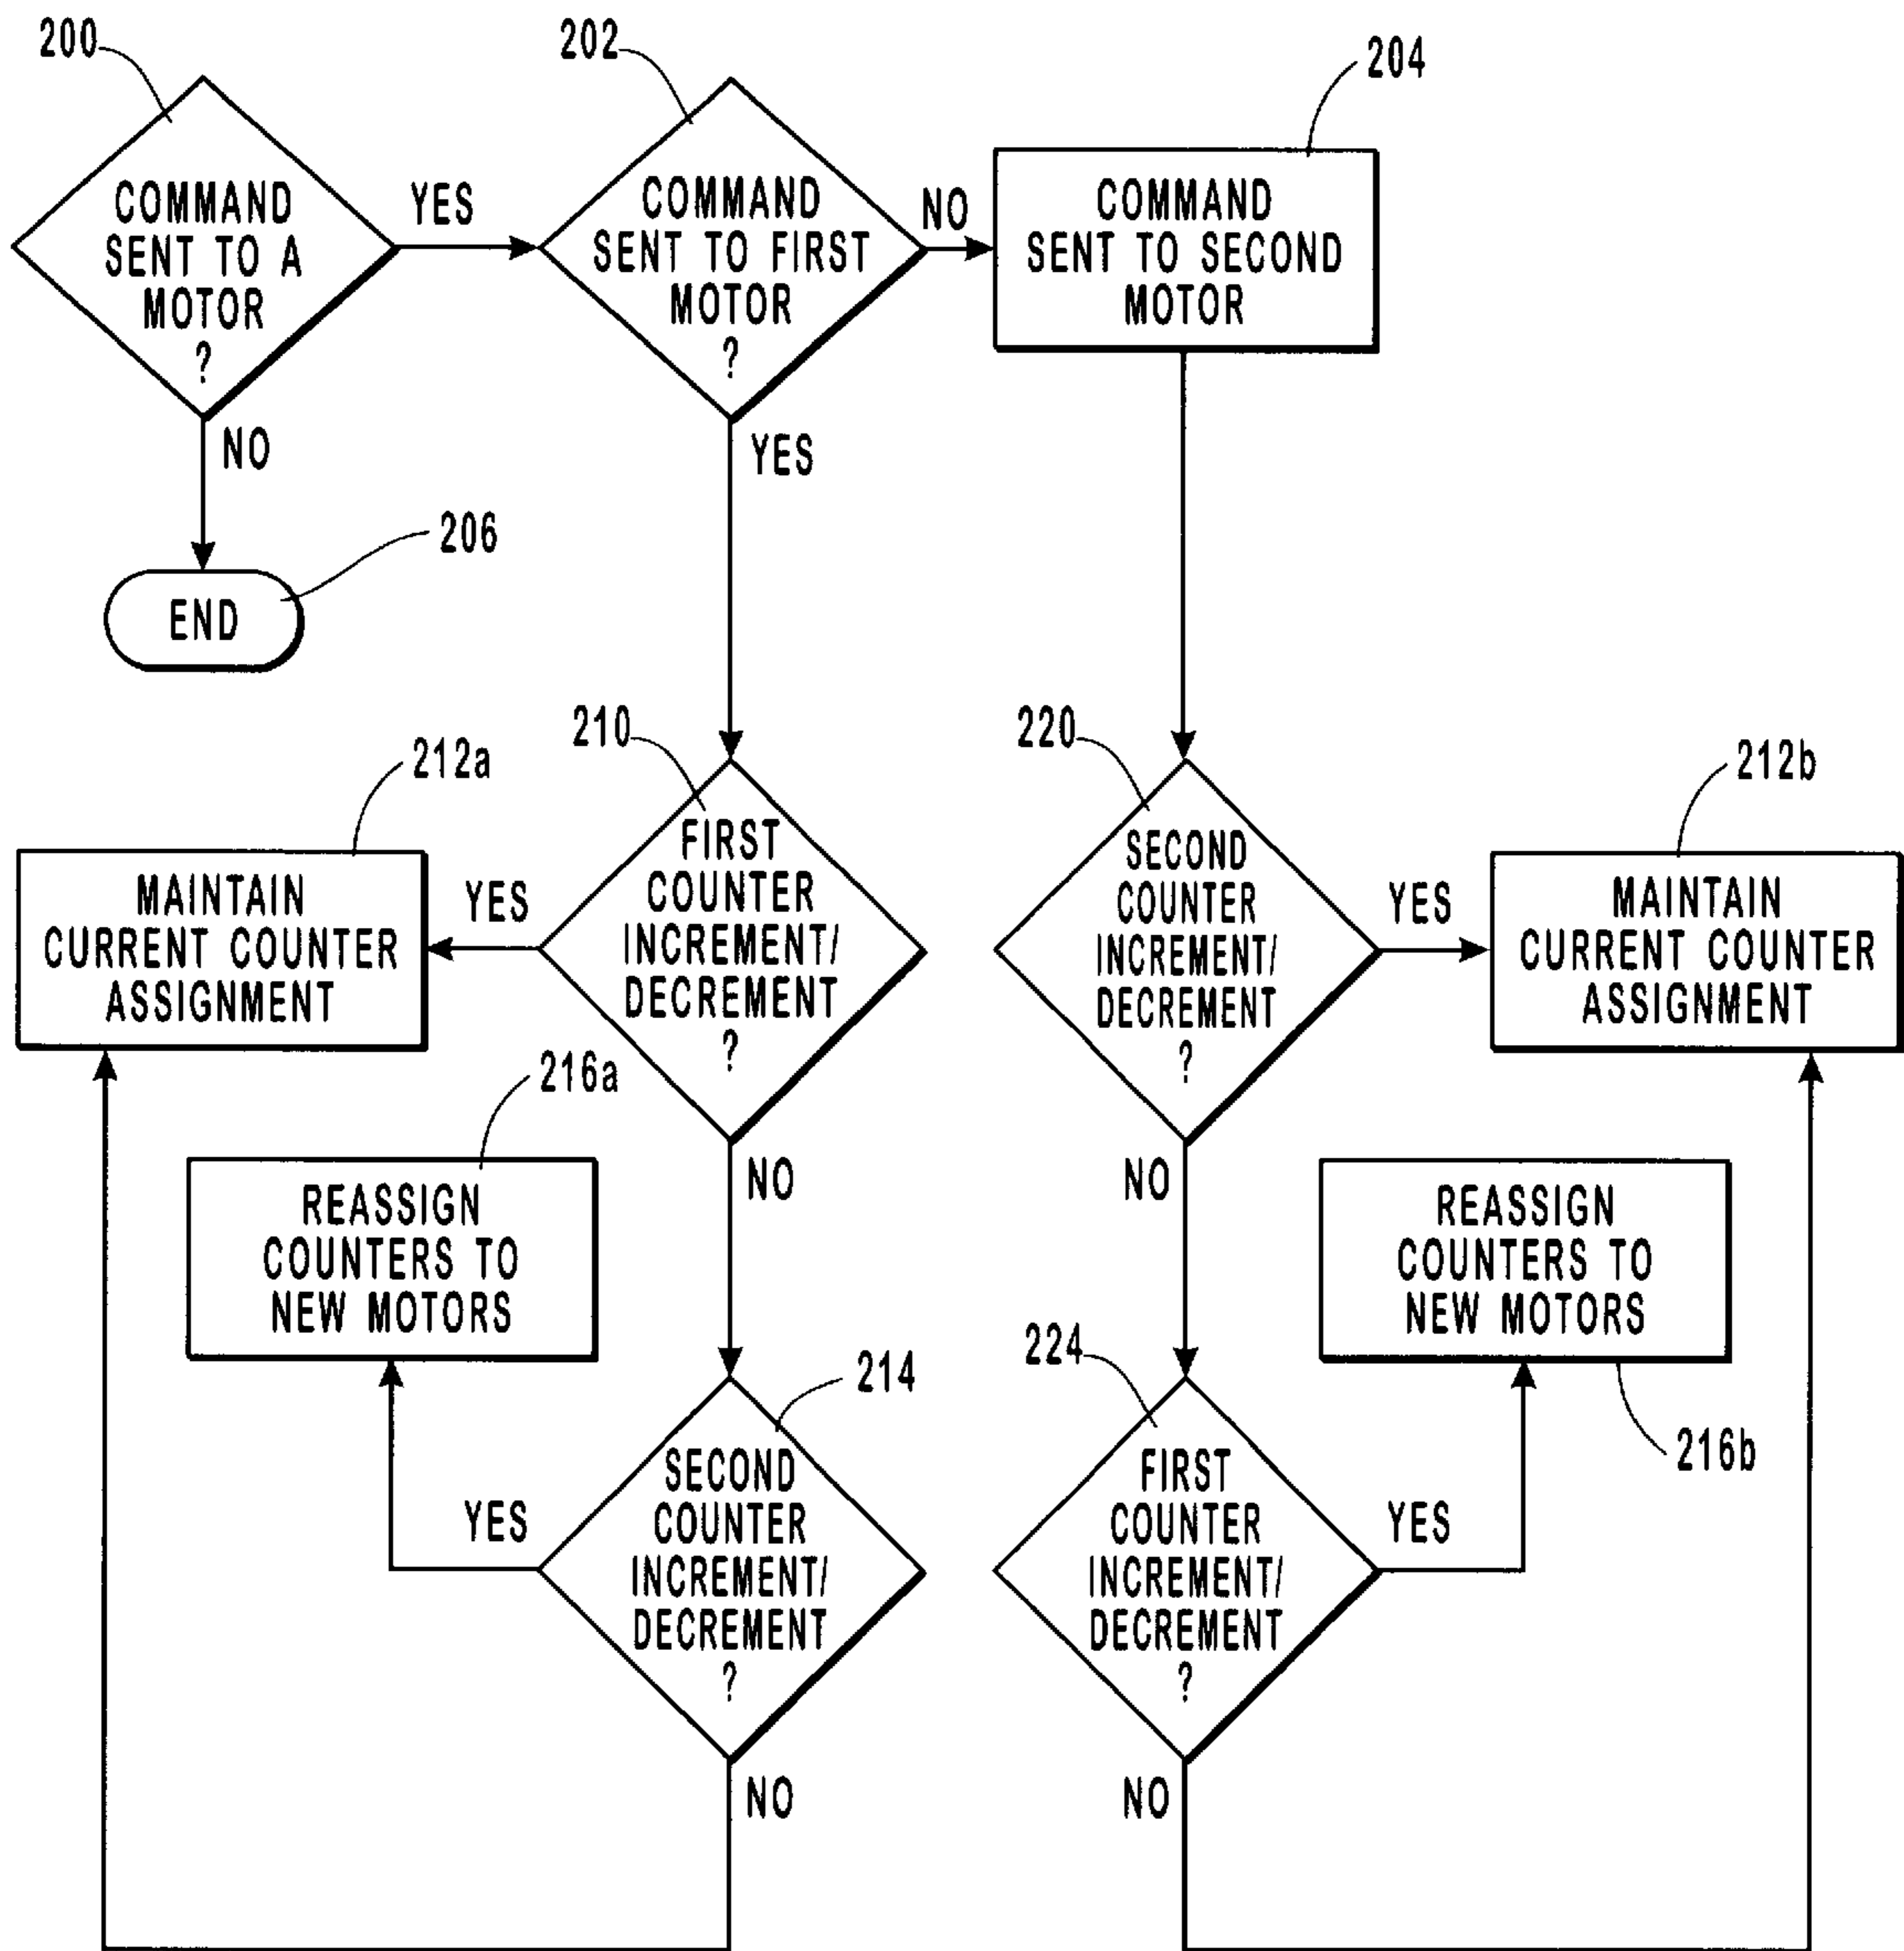 200
202
204
COMMAND
SENT TO A
MOTOR
?
YES
COMMAND
SENT TO FIRST
MOTOR
?
NO
COMMAND
SENT TO SECOND
MOTOR
NO
YES
206
END
210
220
212a
212b
FIRST
COUNTER
INCREMENT/
DECREMENT
?
YES
MAINTAIN
CURRENT COUNTER
ASSIGNMENT
SECOND
COUNTER
INCREMENT/
DECREMENT
?
YES
MAINTAIN
CURRENT COUNTER
ASSIGNMENT
216a
NO
NO
REASSIGN
COUNTERS TO
NEW MOTORS
REASSIGN
COUNTERS TO
NEW MOTORS
214
224
216b
SECOND
COUNTER
INCREMENT/
DECREMENT
?
YES
FIRST
COUNTER
INCREMENT/
DECREMENT
?
YES
NO
NO